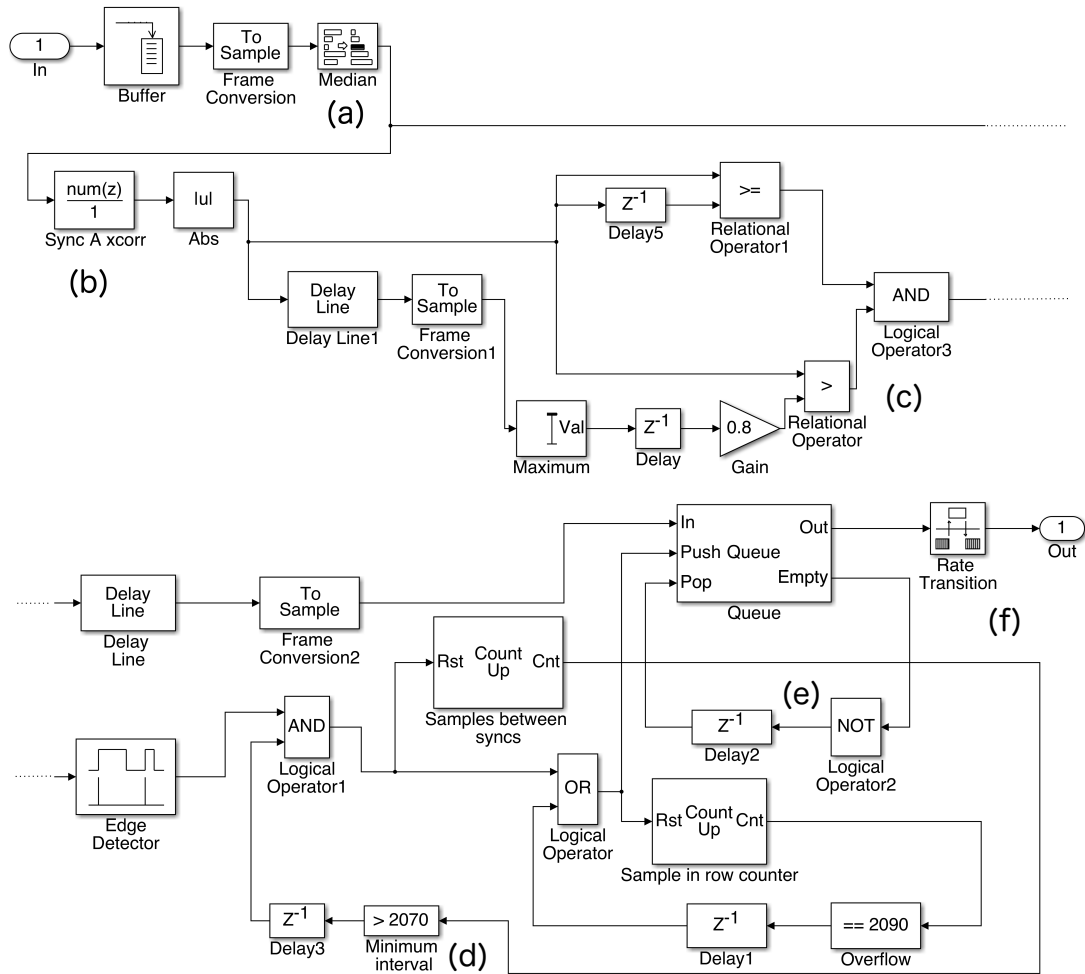 1
In
Buffer
To
Sample
Frame
Conversion
Median
(a)
num(z)
1
Sync A xcorr
|u|
Abs
(b)
Z-1
Delay5
>=
Relational
Operator1
Delay
Line
Delay Line1
To
Sample
Frame
Conversion1
AND
Logical
Operator3
(c)
>
Relational
Operator
Val
Maximum
Z-1
Delay
0.8
Gain
Delay
Line
Delay
Line
To
Sample
Frame
Conversion2
In
Push Queue
Pop
Out
Empty
Queue
Rate
Transition
1
Out
(f)
Rst
Count
Up
Cnt
Samples between
syncs
(e)
Edge
Detector
AND
Logical
Operator1
Z-1
Delay2
NOT
Logical
Operator2
OR
Logical
Operator
Rst
Count
Up
Cnt
Sample in row counter
Z-1
Delay3
> 2070
Minimum
interval
(d)
Z-1
Delay1
== 2090
Overflow